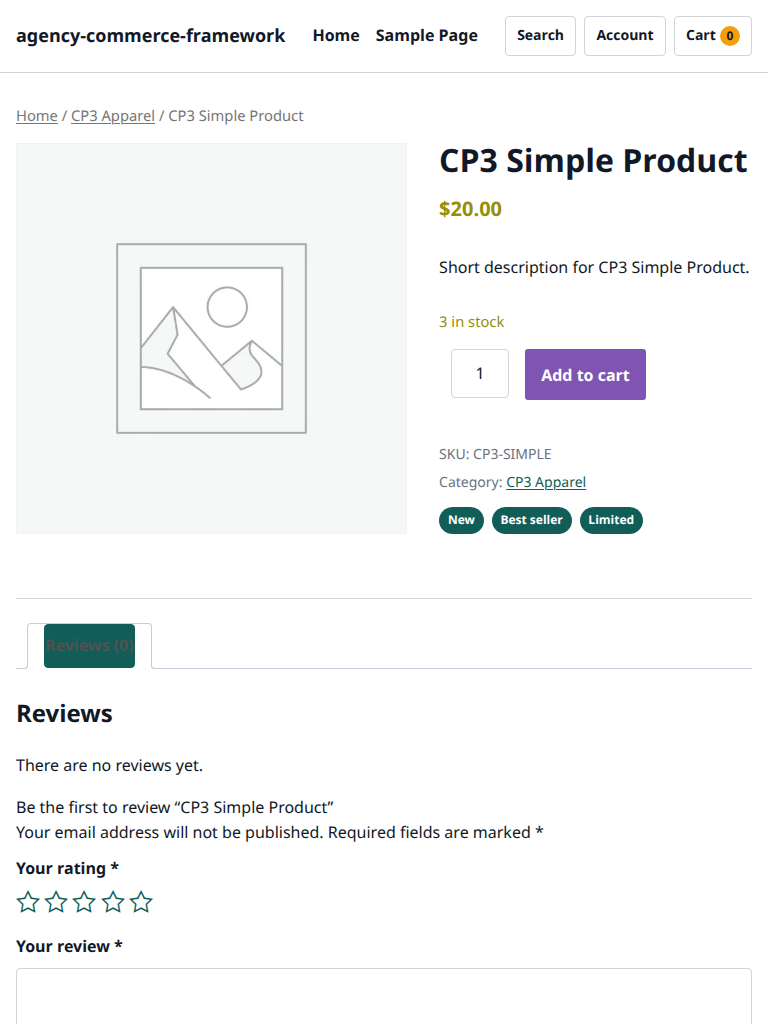 agency-commerce-framework Home Sample Page Search Account Cart 0
Home / CP3 Apparel / CP3 Simple Product
CP3 Simple Product
$20.00
Short description for CP3 Simple Product.
3 in stock
1 Add to cart
SKU: CP3-SIMPLE
Category: CP3 Apparel
New Best seller Limited
Reviews (0)
Reviews
There are no reviews yet.
Be the first to review “CP3 Simple Product”
Your email address will not be published. Required fields are marked *
Your rating *
Your review *